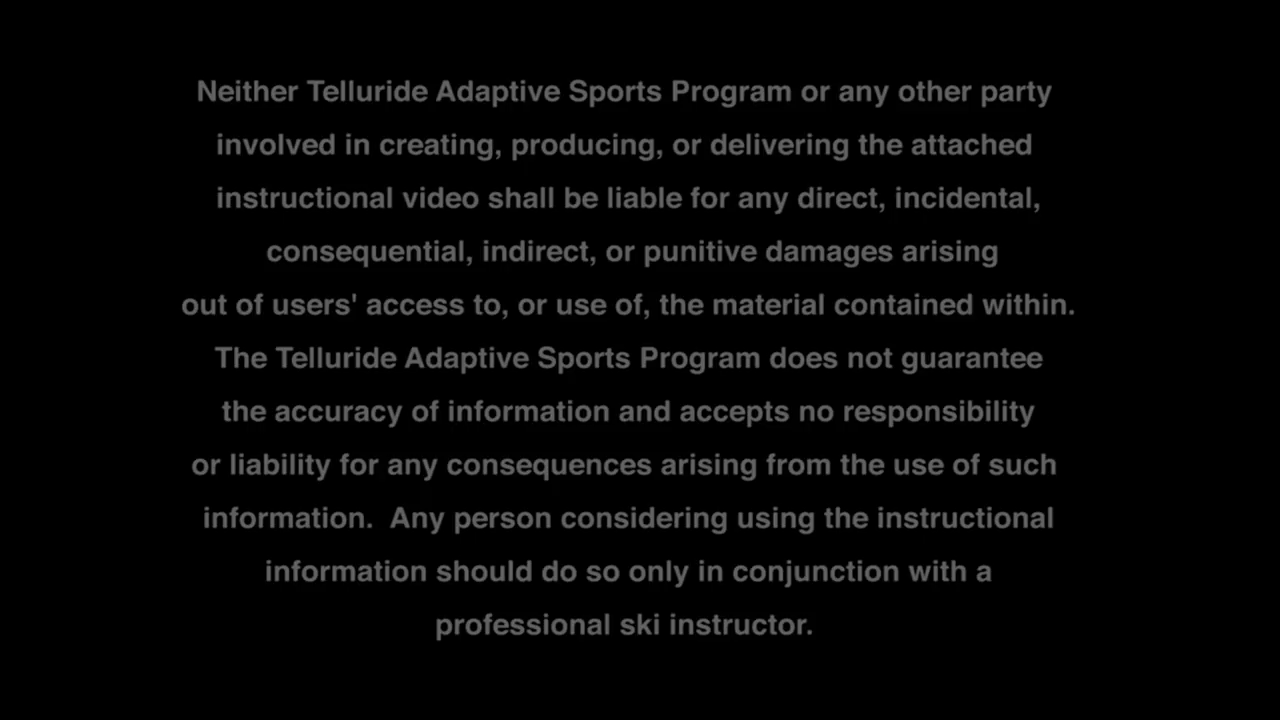 Neither Telluride Adaptive Sports Program or any other party
involved in creating, producing, or delivering the attached
instructional video shall be liable for any direct, incidental,
consequential, indirect, or punitive damages arising
out of users' access to, or use of, the material contained within.
The Telluride Adaptive Sports Program does not guarantee
the accuracy of information and accepts no responsibility
or liability for any consequences arising from the use of such
information.  Any person considering using the instructional
information should do so only in conjunction with a
professional ski instructor.